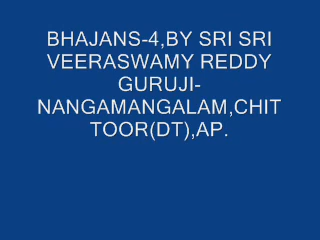 BHAJANS-4,BY SRI SRI
VEERASWAMY REDDY
GURUJI-
NANGAMANGALAM,CHIT
TOOR(DT),AP.